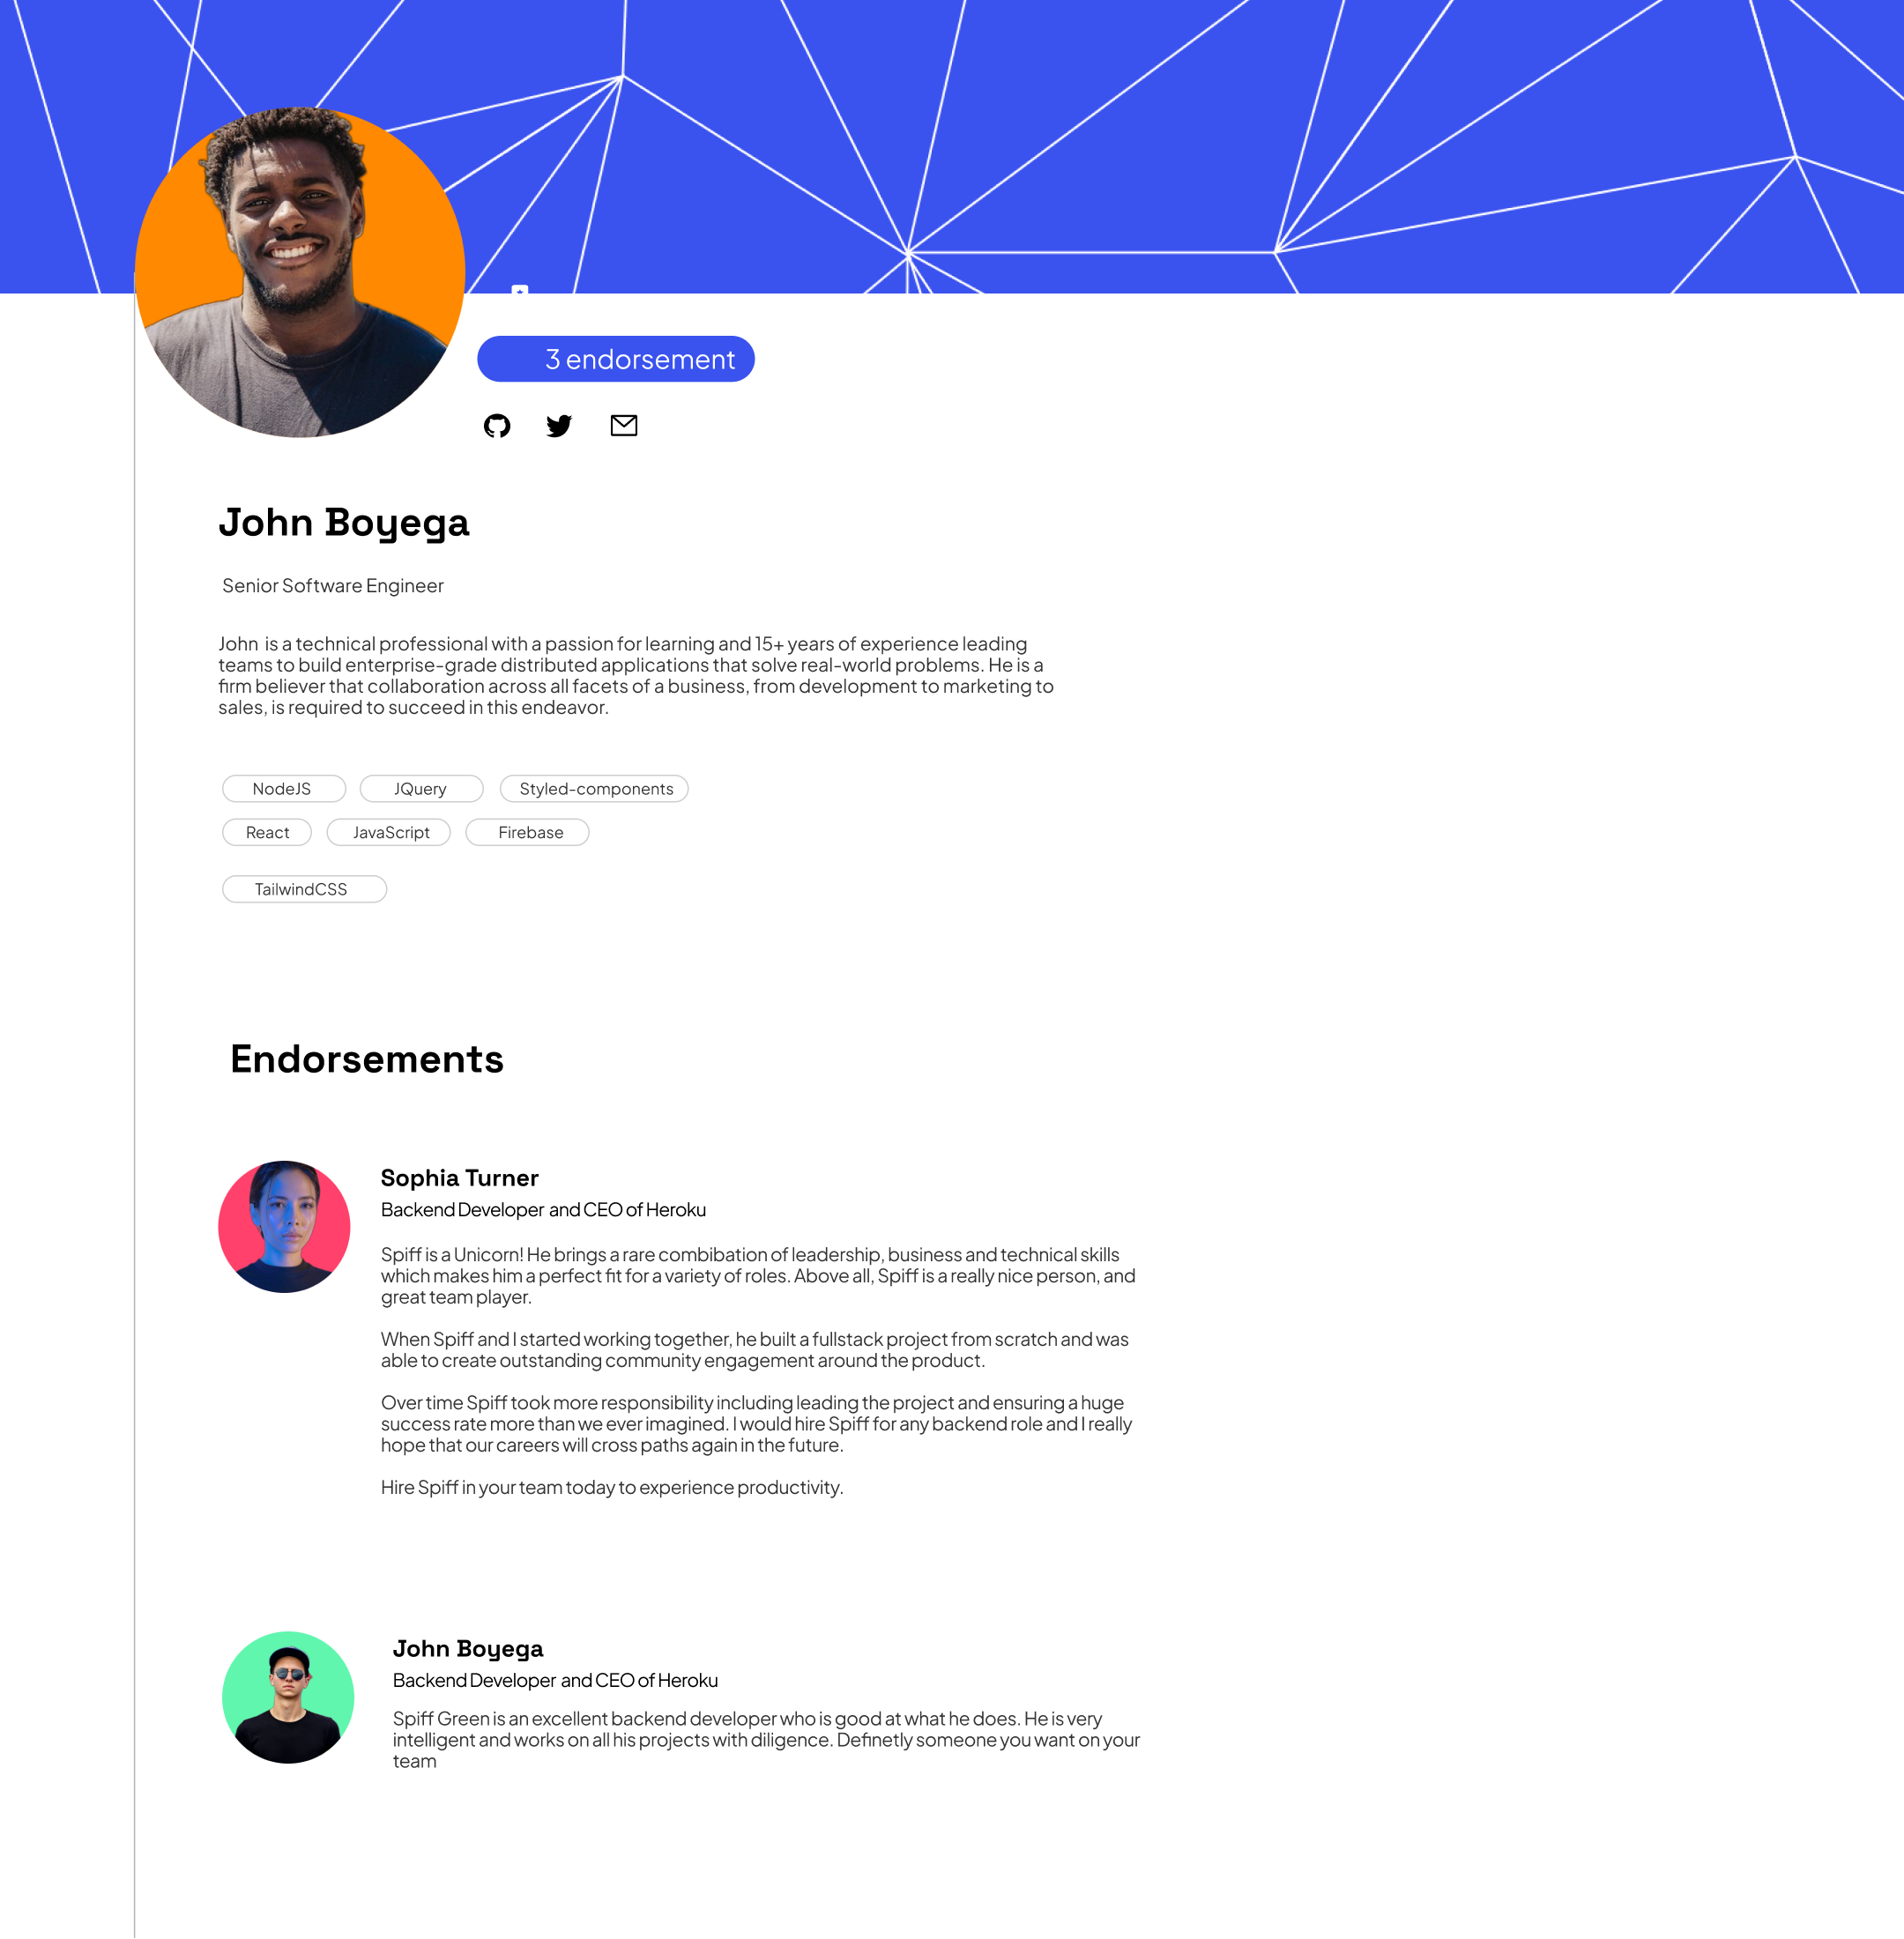 3 endorsement
John Boyega
Senior Software Engineer
John is a technical professional with a passion for learning and 15+ years of experience leading
teams to build enterprise-grade distributed applications that solve real-world problems. He is a
firm believer that collaboration across all facets of a business, from development to marketing to
sales, is required to succeed in this endeavor.
NodeJS JQuery Styled-components
React JavaScript Firebase
TailwindCSS
Endorsements
Sophia Turner
Backend Developer and CEO of Heroku
Spiff is a Unicorn! He brings a rare combibation of leadership, business and technical skills
which makes him a perfect fit for a variety of roles. Above all, Spiff is a really nice person, and
great team player.
When Spiff and I started working together, he built a fullstack project from scratch and was
able to create outstanding community engagement around the product.
Over time Spiff took more responsibility including leading the project and ensuring a huge
success rate more than we ever imagined. I would hire Spiff for any backend role and I really
hope that our careers will cross paths again in the future.
Hire Spiff in your team today to experience productivity.
John Boyega
Backend Developer and CEO of Heroku
Spiff Green is an excellent backend developer who is good at what he does. He is very
intelligent and works on all his projects with diligence. Definetly someone you want on your
team